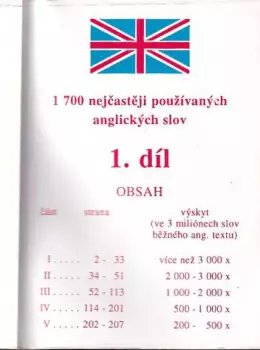 1 700 nejčastěji používaných
anglických slov
1. díl
OBSAH
část strana výskyt
(ve 3 miliónech slov
běžného ang. textu)
I 2 - 33 více než 3 000 x
II 34 - 51 2 000 - 3 000 x
III 52 - 113 1 000 - 2 000 x
IV 114 - 201 500 - 1 000 x
V 202 - 207 200 - 500 x